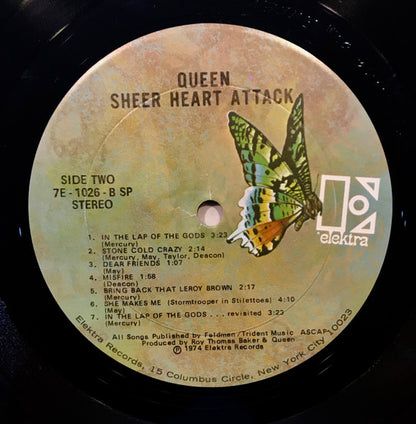 QUEEN
SHEER HEART ATTACK
SIDE TWO
7E-1026-B SP
STEREO
elektra
1. IN THE LAP OF THE GODS 3:23
(Mercury)
2. STONE COLD CRAZY 2:14
(Mercury, May, Taylor, Deacon)
3. DEAR FRIENDS 1:07
(May)
4. MISFIRE 1:58
(Deacon)
5. BRING BACK THAT LEROY BROWN 2:17
(Mercury)
6. SHE MAKES ME (Stormtrooper in Stilettoes) 4:10
(May)
7. IN THE LAP OF THE GODS . . . revisited 3:23
(Mercury)
All Songs Published by Feldman/Trident Music ASCAP
Produced by Roy Thomas Baker & Queen
Ⓟ 1974 Elektra Records
Elektra Records, 15 Columbus Circle, New York City 10023